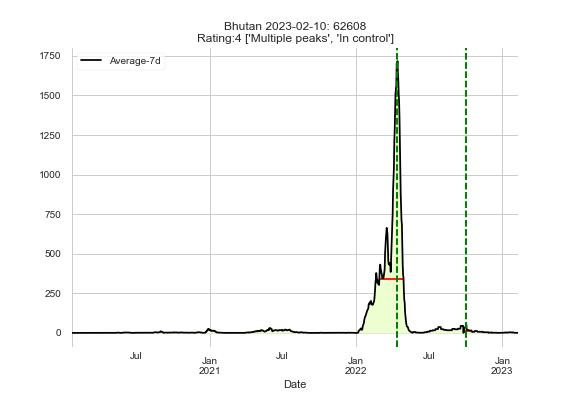 Bhutan 2023-02-10: 62608
Rating:4 ['Multiple peaks', 'In control']
Average-7d
1750
1500
1250
1000
750
500
250
0
Jul
Jan
2021
Jul
Jan
2022
Jul
Jan
2023
Date